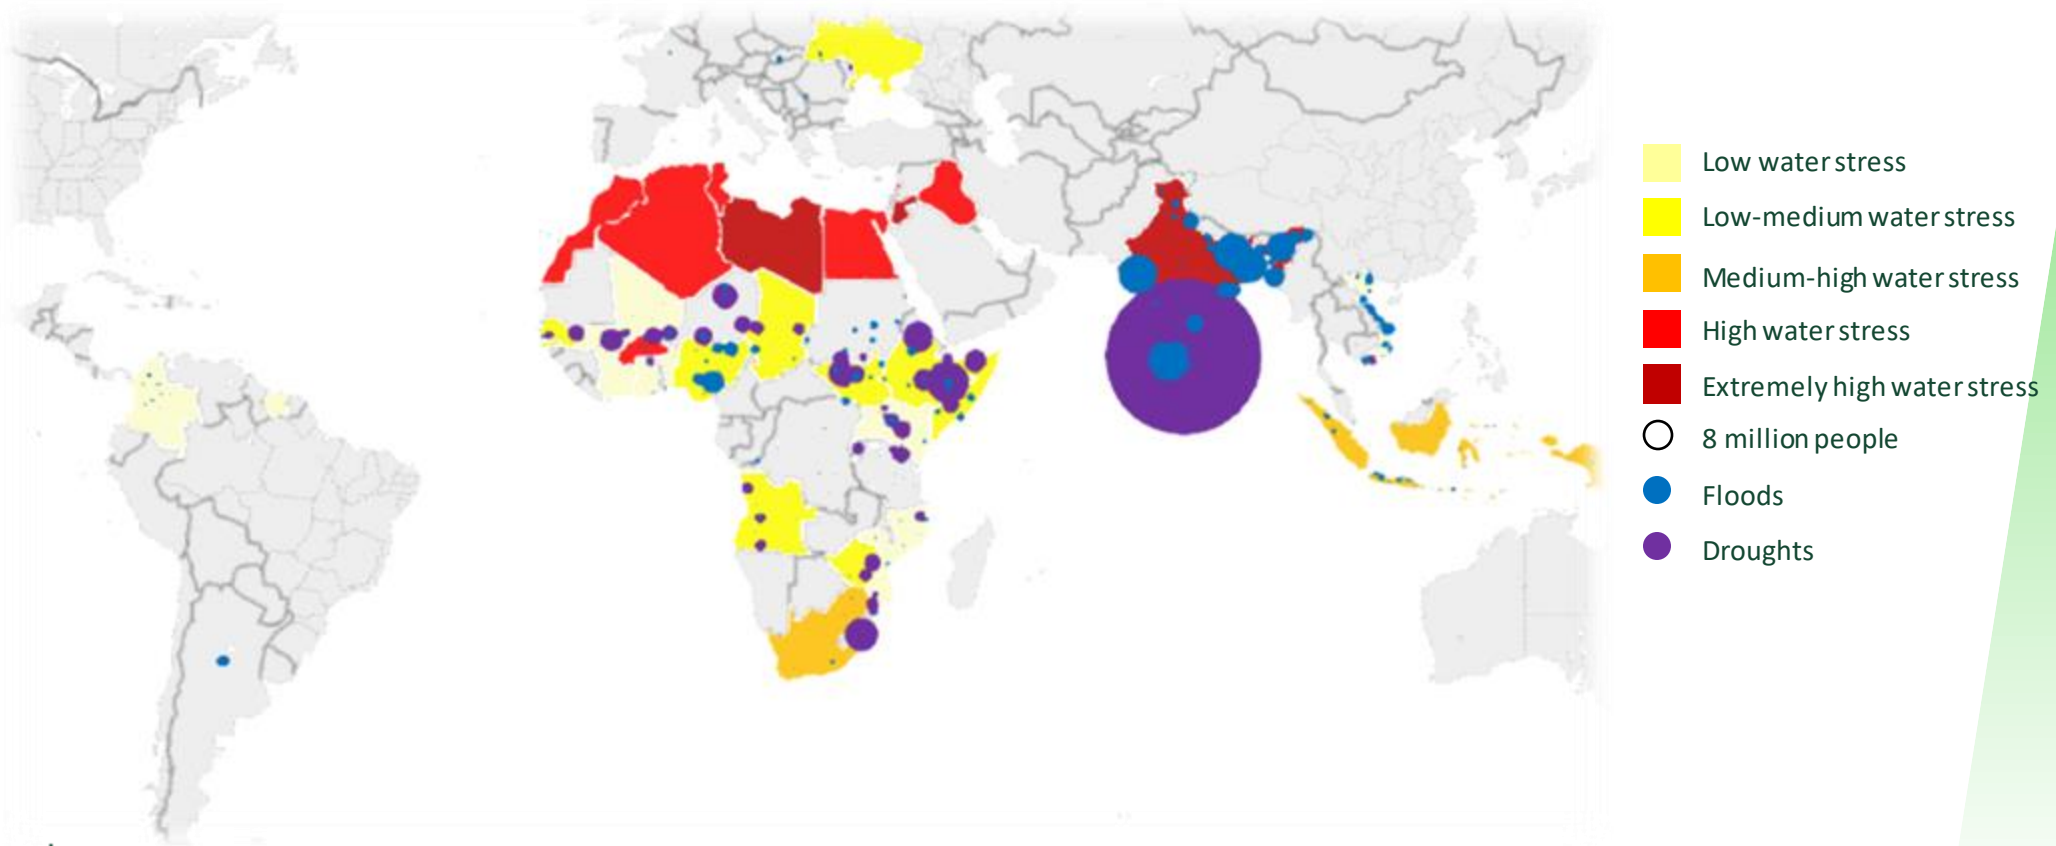 Low water stress
Low-medium water stress
Medium-high water stress
High water stress
Extremely high water stress
8 million people
Floods
Droughts